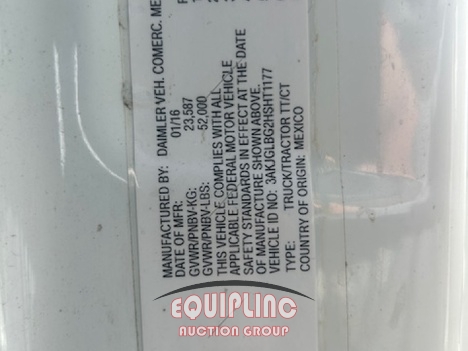 MANUFACTURED BY: DAIMLER VEH. COMERC. ME
DATE OF MFR: 01/16
GVWR/PNBV-KG: 23,587
GVWR/PNBV-LBS: 52,000
THIS VEHICLE COMPLIES WITH ALL
APPLICABLE FEDERAL MOTOR VEHICLE
SAFETY STANDARDS IN EFFECT AT THE DATE
OF MANUFACTURE SHOWN ABOVE.
VEHICLE ID NO.: 3AKJGLBG2HSHT1177
TYPE: TRUCK/TRACTOR TT/CT
COUNTRY OF ORIGIN: MEXICO
EQUIPLINC
AUCTION GROUP